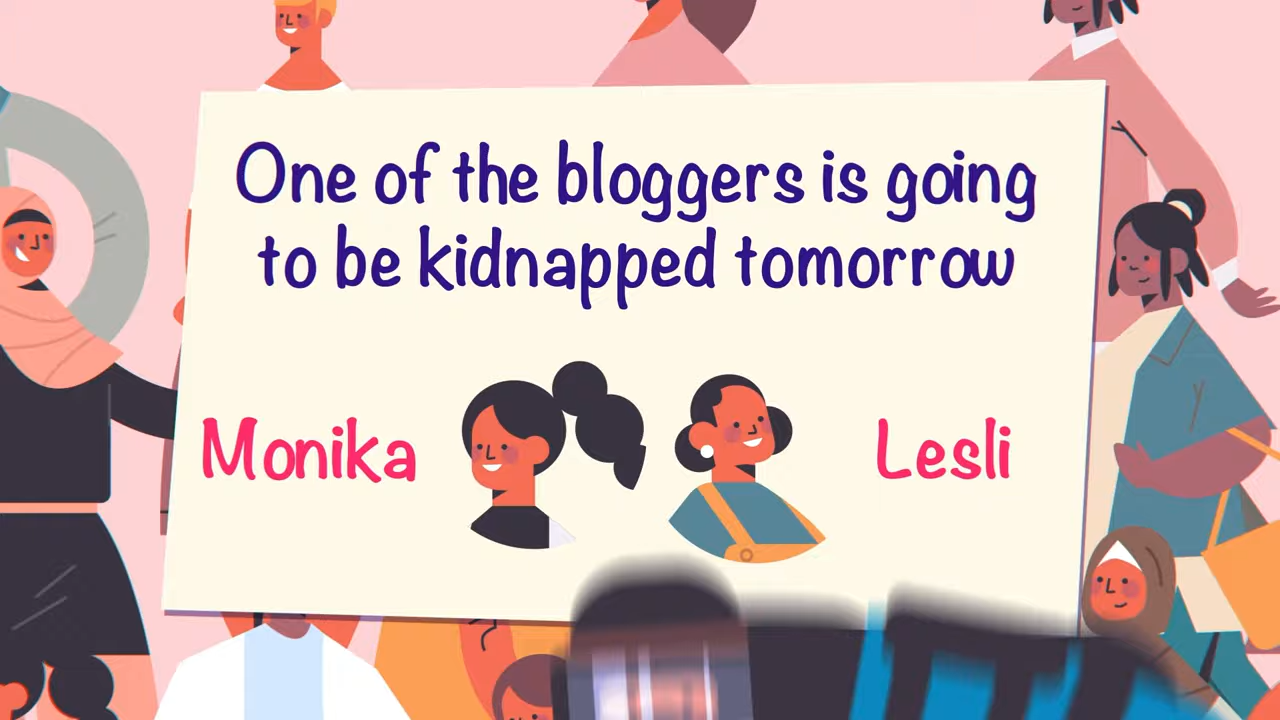 One of the bloggers is going
to be kidnapped tomorrow
Monika
Lesli